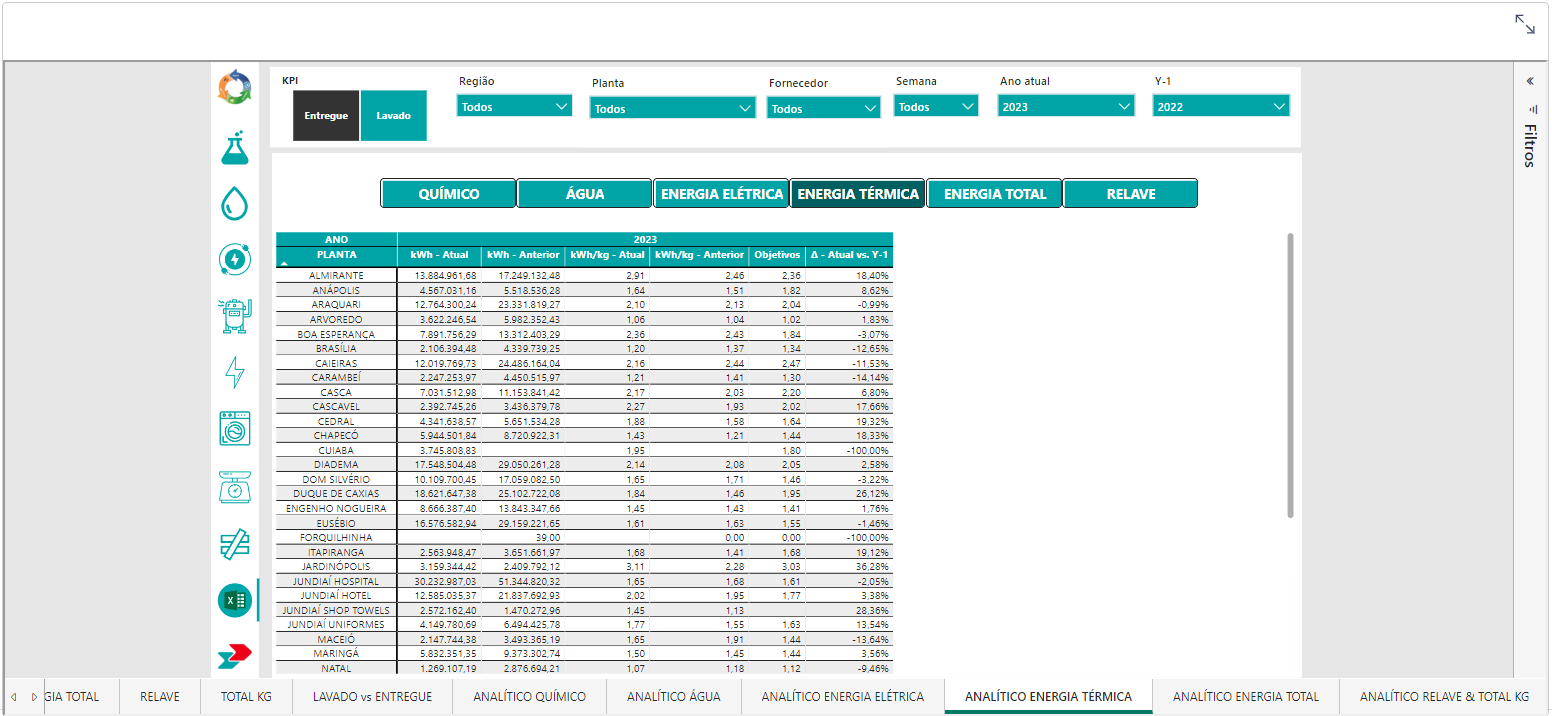 KPI
Entregue Lavado
Região
Todos
Planta
Todos
Fornecedor
Todos
Semana
Todos
Ano atual
2023
Y-1
2022
Filtros
QUÍMICO ÁGUA ENERGIA ELÉTRICA ENERGIA TÉRMICA ENERGIA TOTAL RELAVE
ANO 2023
PLANTA kWh - Atual kWh - Anterior kWh/kg - Atual kWh/kg - Anterior Objetivos Δ - Atual vs. Y-1
ALMIRANTE 13.884.961,68 17.249.132,48 2,91 2,46 2,36 18,40%
ANÁPOLIS 4.567.031,16 5.518.536,28 1,64 1,51 1,82 8,62%
ARAQUARI 12.764.300,24 23.331.819,27 2,10 2,13 2,04 -0,99%
ARVOREDO 3.622.246,54 5.982.352,43 1,06 1,04 1,02 1,83%
BOA ESPERANÇA 7.891.756,29 13.312.403,29 2,36 2,43 1,84 -3,07%
BRASÍLIA 2.106.394,48 4.339.739,25 1,20 1,37 1,34 -12,65%
CAIEIRAS 12.019.769,73 24.486.164,04 2,16 2,44 2,47 -11,53%
CARAMBEÍ 2.247.253,97 4.450.515,97 1,21 1,41 1,30 -14,14%
CASCA 7.031.512,98 11.153.841,42 2,17 2,03 2,20 6,80%
CASCAVEL 2.392.745,26 3.436.379,78 2,27 1,93 2,02 17,66%
CEDRAL 4.341.638,57 5.651.534,28 1,88 1,58 1,64 19,32%
CHAPECÓ 5.944.501,84 8.720.922,31 1,43 1,21 1,44 18,33%
CUIABA 3.745.808,83 1,95 1,80 -100,00%
DIADEMA 17.548.504,48 29.050.261,28 2,14 2,08 2,05 2,58%
DOM SILVÉRIO 10.109.700,45 17.059.082,50 1,65 1,71 1,46 -3,22%
DUQUE DE CAXIAS 18.621.647,38 25.102.722,08 1,84 1,46 1,95 26,12%
ENGENHO NOGUEIRA 8.666.387,40 13.843.347,66 1,45 1,43 1,41 1,76%
EUSÉBIO 16.576.582,94 29.159.221,65 1,61 1,63 1,55 -1,46%
FORQUILHINHA 39,00 0,00 0,00 -100,00%
ITAPIRANGA 2.563.948,47 3.651.661,97 1,68 1,41 1,68 19,12%
JARDINÓPOLIS 3.159.344,42 2.409.792,12 3,11 2,28 3,03 36,28%
JUNDIAÍ HOSPITAL 30.232.987,03 51.344.820,32 1,65 1,68 1,61 -2,05%
JUNDIAÍ HOTEL 12.585.035,37 21.837.692,93 2,02 1,95 1,77 3,38%
JUNDIAÍ SHOP TOWELS 2.572.162,40 1.470.272,96 1,45 1,13 28,36%
JUNDIAÍ UNIFORMES 4.149.780,69 6.494.425,78 1,77 1,55 1,63 13,54%
MACEIÓ 2.147.744,38 3.493.365,19 1,65 1,91 1,44 -13,64%
MARINGÁ 5.832.351,35 9.373.302,74 1,50 1,45 1,44 3,56%
NATAL 1.269.107,19 2.876.694,21 1,07 1,18 1,12 -9,46%
GIA TOTAL RELAVE TOTAL KG LAVADO vs ENTREGUE ANALÍTICO QUÍMICO ANALÍTICO ÁGUA ANALÍTICO ENERGIA ELÉTRICA ANALÍTICO ENERGIA TÉRMICA ANALÍTICO ENERGIA TOTAL ANALÍTICO RELAVE & TOTAL KG